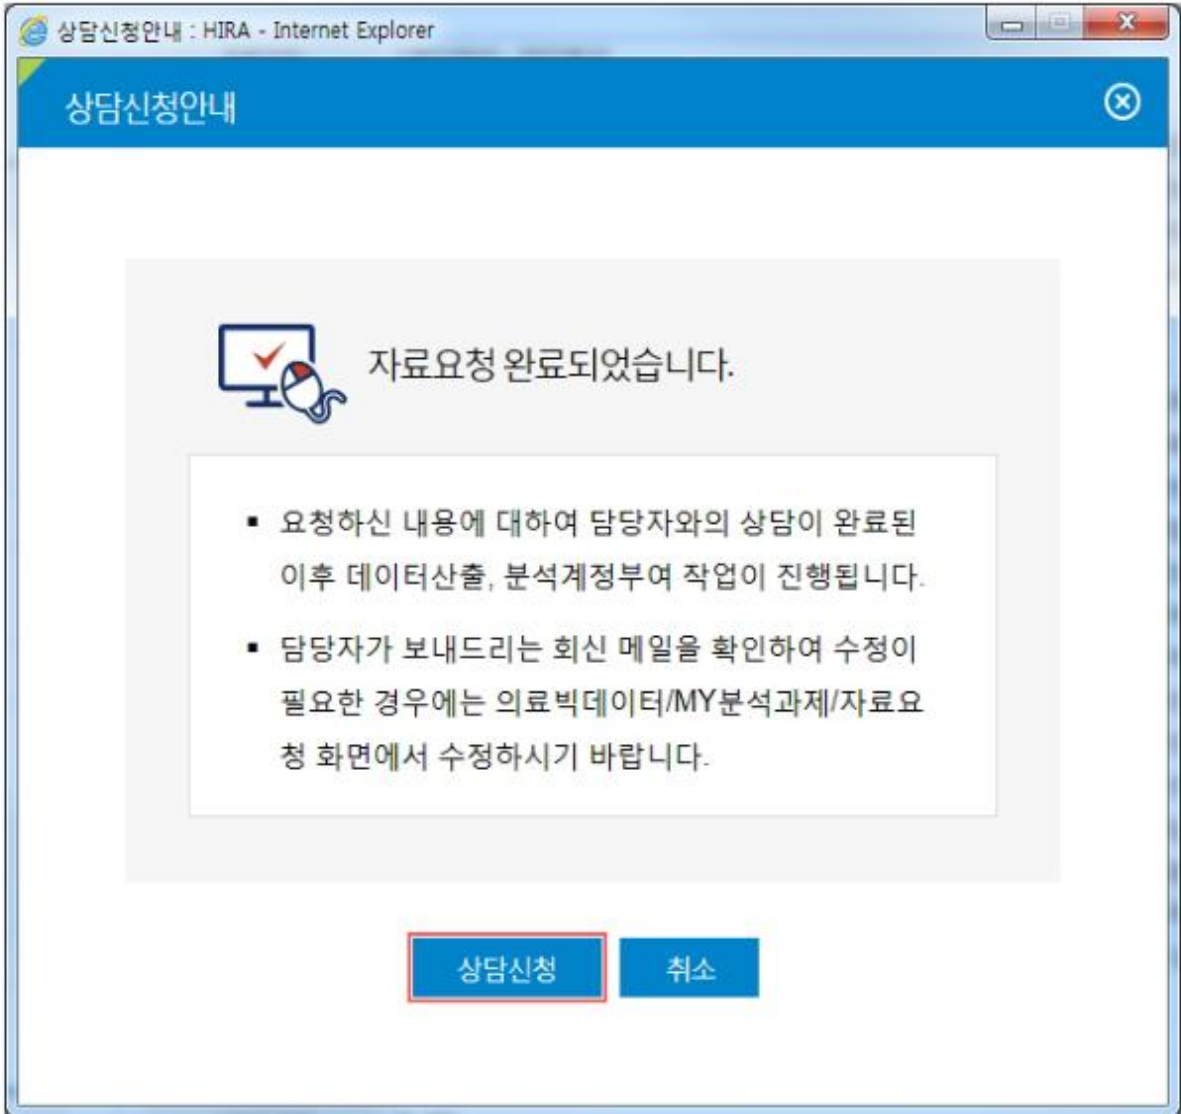 상담신청안내 : HIRA - Internet Explorer
상담신청안내
자료요청 완료되었습니다.
▪ 요청하신 내용에 대하여 담당자와의 상담이 완료된
이후 데이터산출, 분석계정부여 작업이 진행됩니다.
▪ 담당자가 보내드리는 회신 메일을 확인하여 수정이
필요한 경우에는 의료빅데이터/MY분석과제/자료요
청 화면에서 수정하시기 바랍니다.
상담신청 취소